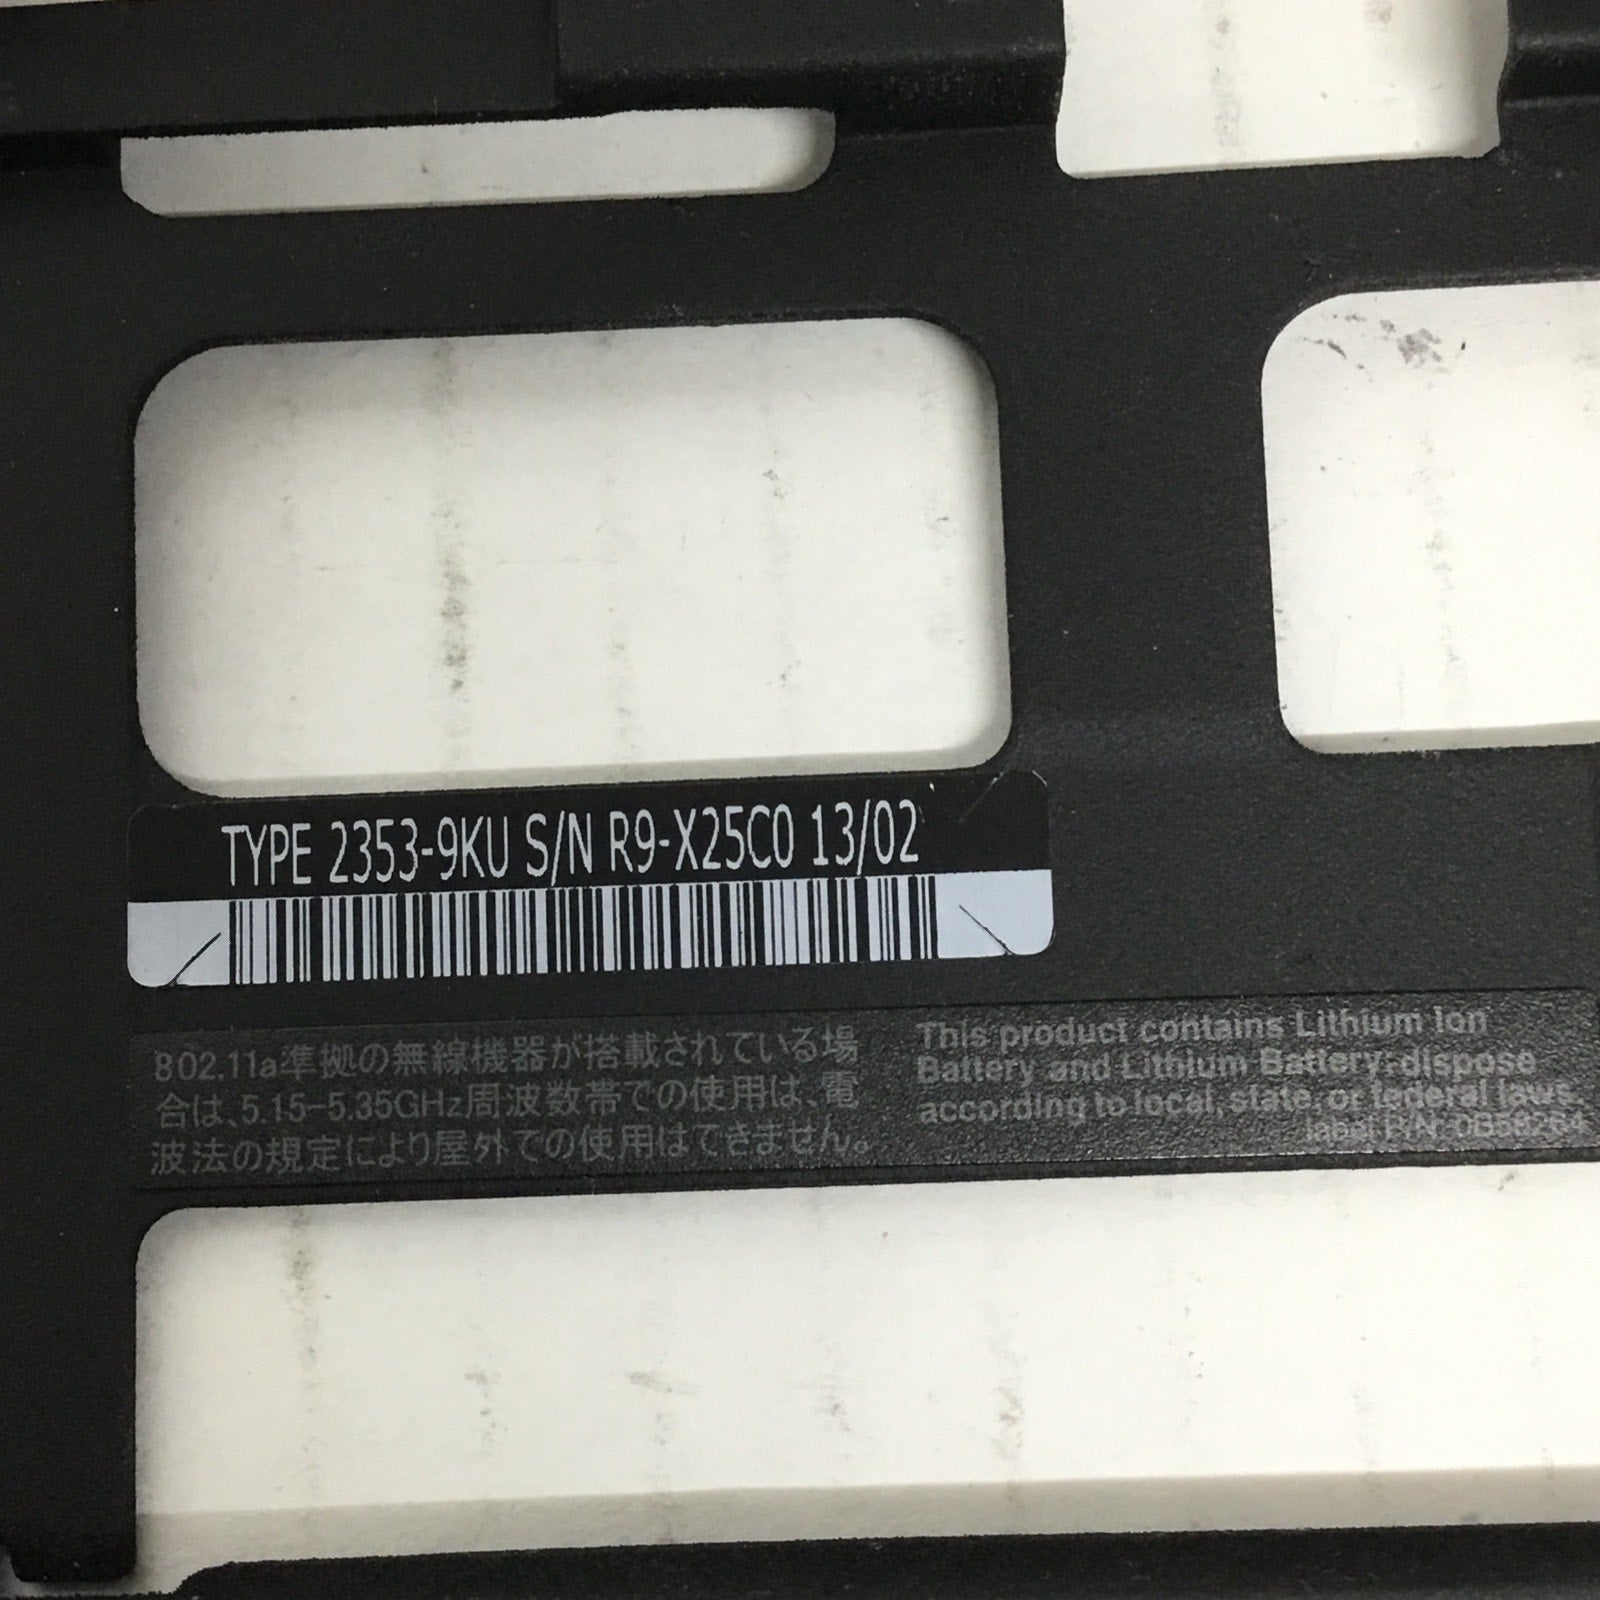 TYPE 2353-9KU S/N R9-X25C0 13/02
802.11a準拠の無線機器が搭載されている場
合は、5.15-5.35GHz周波数帯での使用は、電
波法の規定により屋外での使用はできません。
This product contains Lithium Ion
Battery and Lithium Battery:dispose
according to local, state, or federal laws.
label P/N: 0B58264